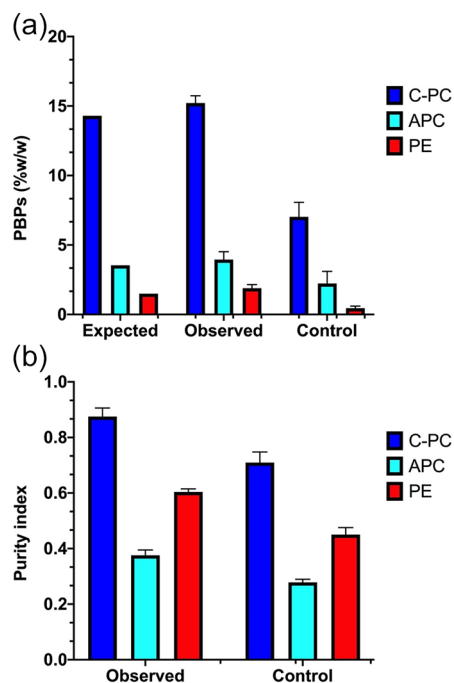 (a)
20
15
10
5
0
PBPs (%w/w)
C-PC
APC
PE
Expected Observed Control
(b)
1.0
0.8
0.6
0.4
0.2
0.0
Purity index
C-PC
APC
PE
Observed Control